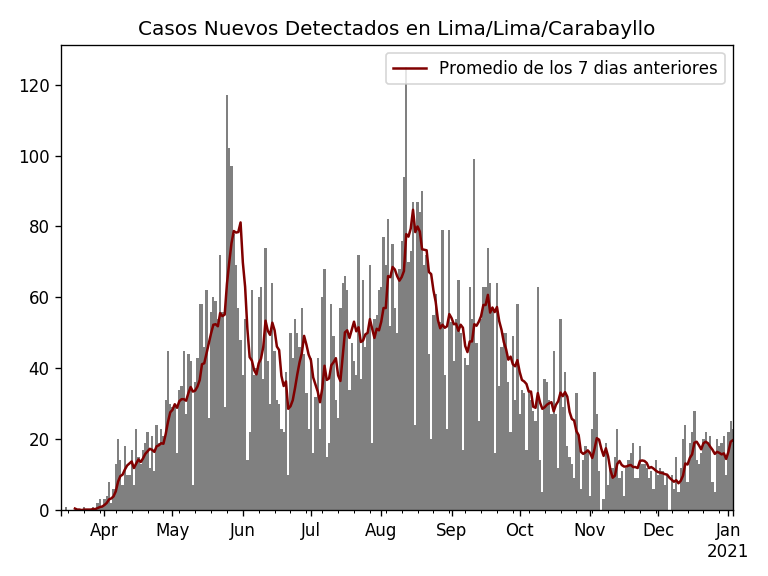 Casos Nuevos Detectados en Lima/Lima/Carabayllo
Promedio de los 7 dias anteriores
120
100
80
60
40
20
0
Apr May Jun Jul Aug Sep Oct Nov Dec Jan
2021